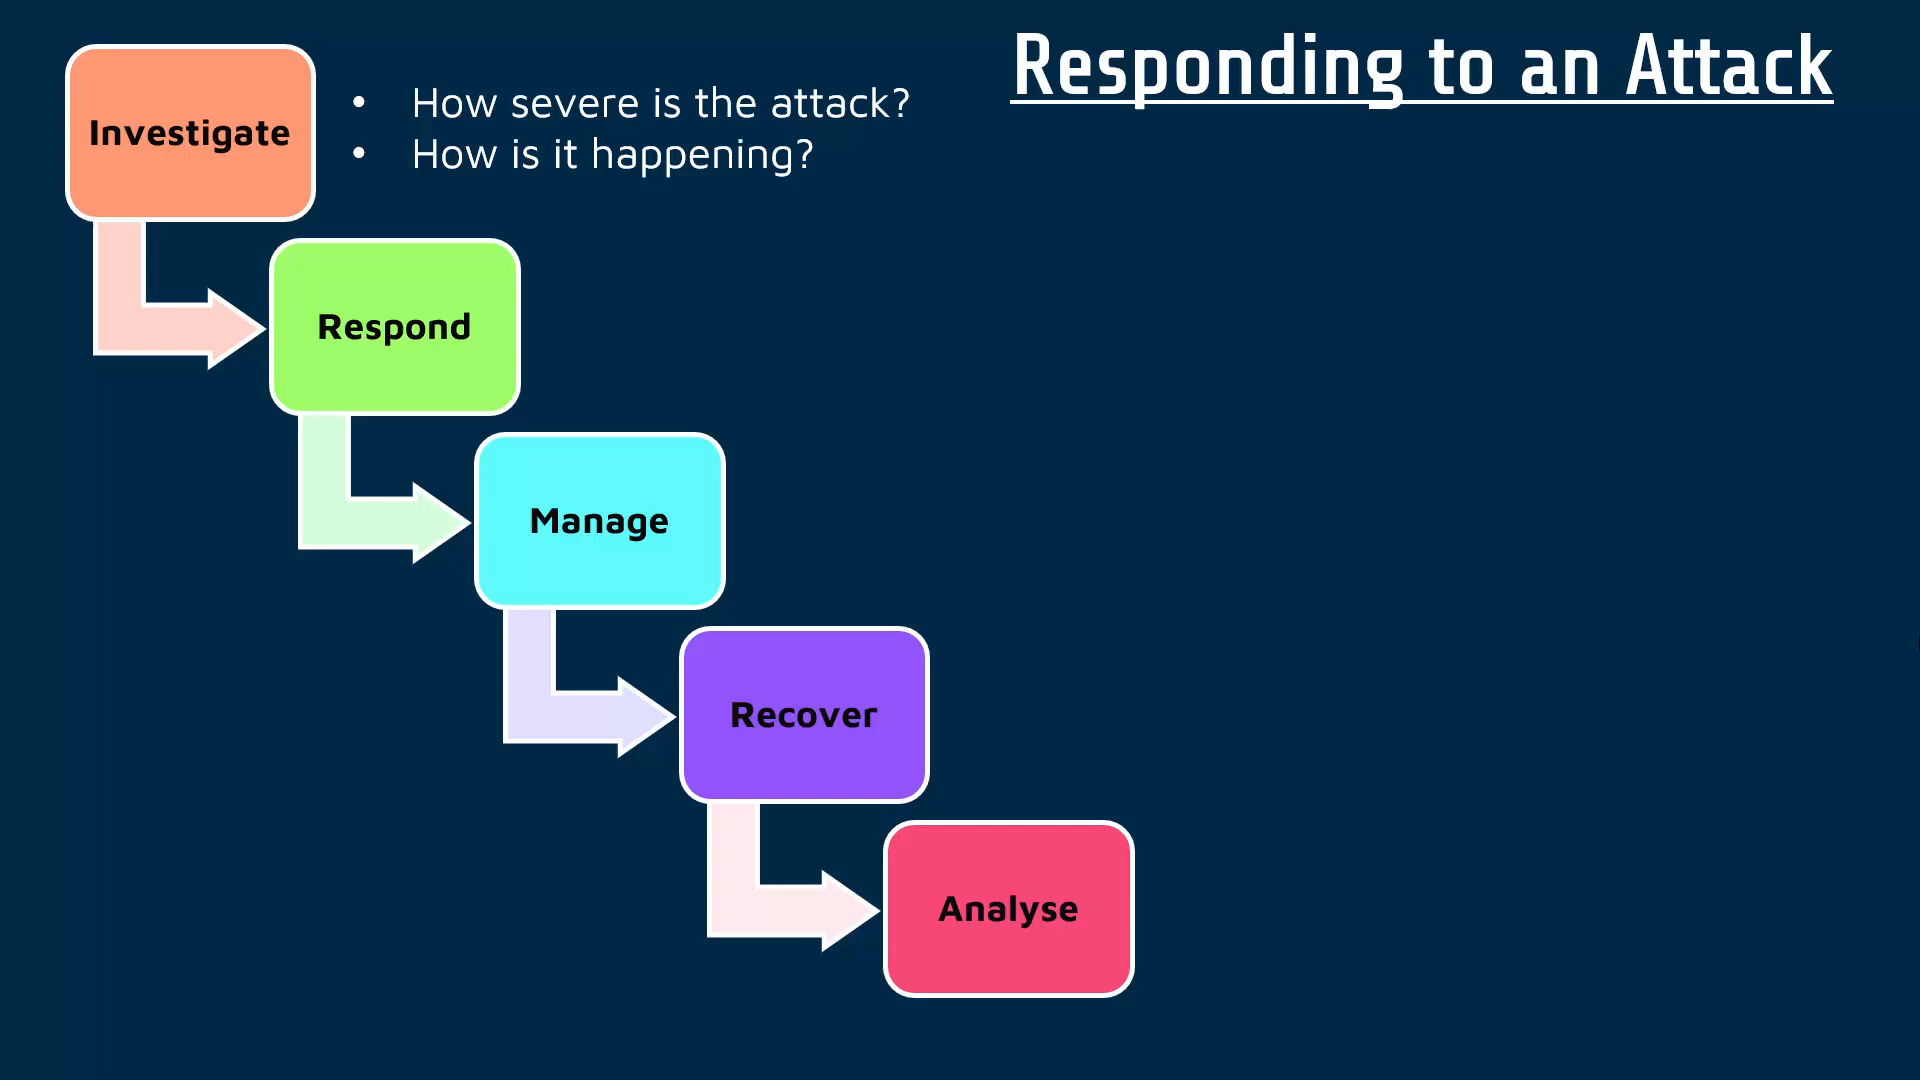 Responding to an Attack
Investigate
• How severe is the attack?
• How is it happening?
Respond
Manage
Recover
Analyse